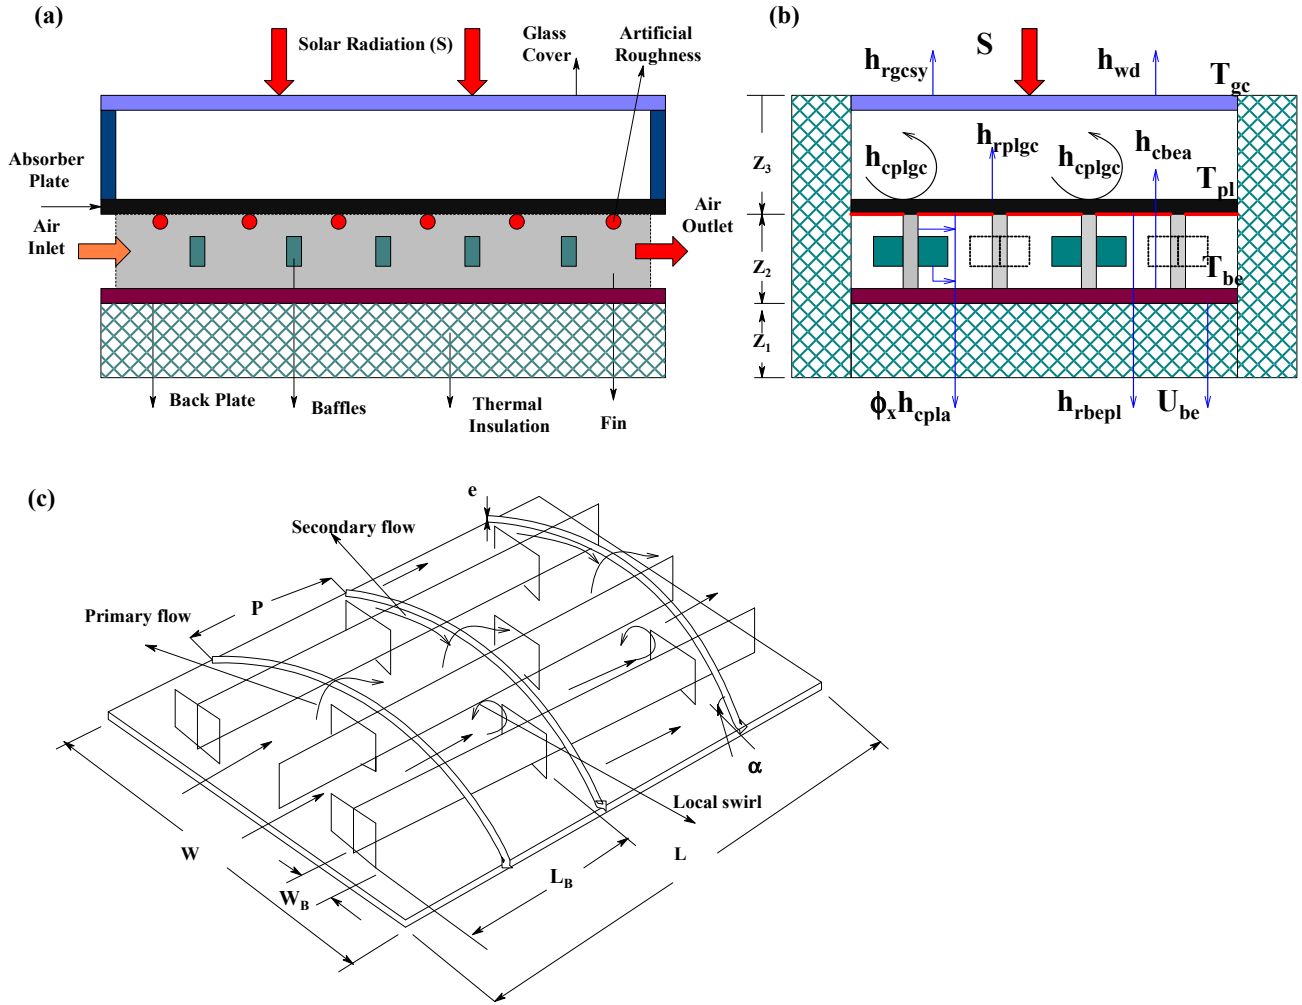 (a)
Solar Radiation (S)
Glass
Cover
Artificial
Roughness
Absorber
Plate
Air
Inlet
Air
Outlet
Back Plate
Baffles
Thermal
Insulation
Fin
(b)
S
h_rgcsy
h_wd
T_gc
h_cplgc
h_rplgc
h_cplgc
h_cbea
T_pl
T_be
Z_3
Z_2
Z_1
ϕ_x h_cpla
h_rbepl
U_be
(c)
e
Secondary flow
P
Primary flow
α
Local swirl
W
W_B
L_B
L